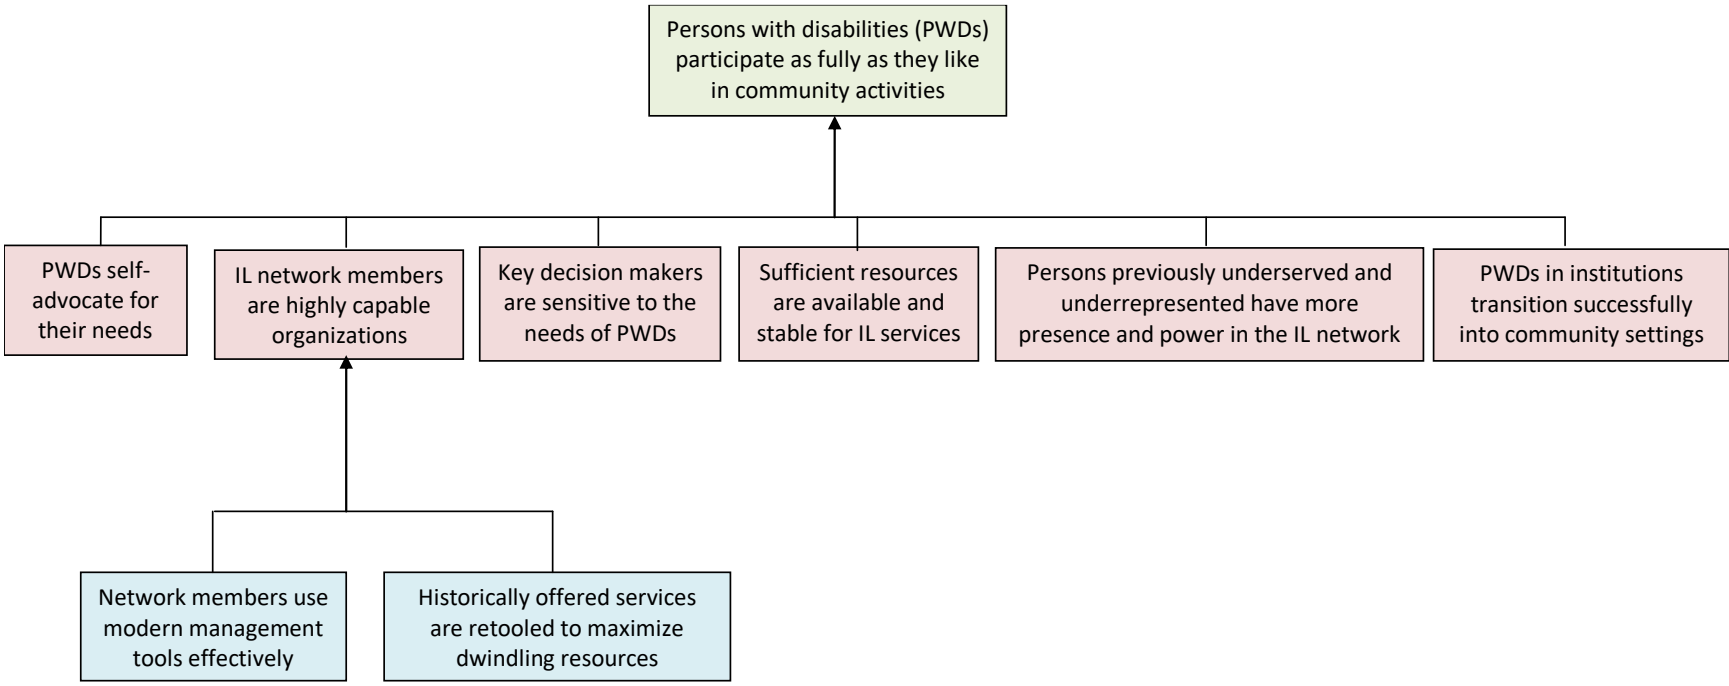 Persons with disabilities (PWDs)
participate as fully as they like
in community activities
PWDs self-
advocate for
their needs
IL network members
are highly capable
organizations
Key decision makers
are sensitive to the
needs of PWDs
Sufficient resources
are available and
stable for IL services
Persons previously underserved and
underrepresented have more
presence and power in the IL network
PWDs in institutions
transition successfully
into community settings
Network members use
modern management
tools effectively
Historically offered services
are retooled to maximize
dwindling resources